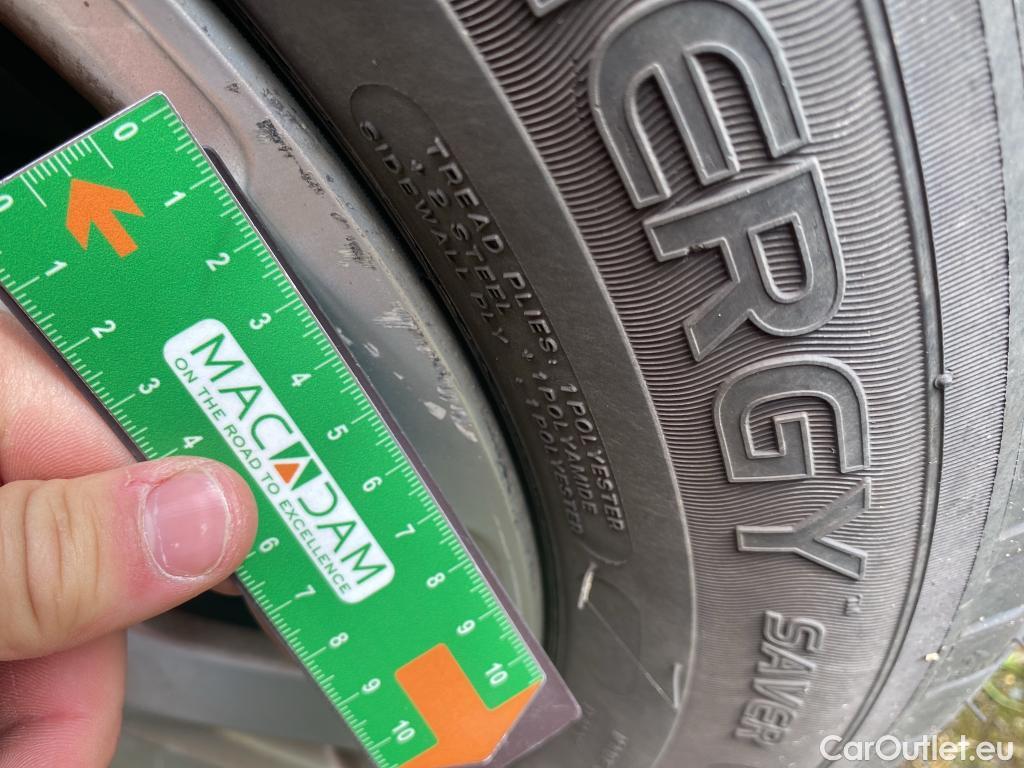 0 1 2 3 4 5 6 7 8 9 10
MACADAM
ON THE ROAD TO EXCELLENCE
0 1 2 3 4 6 7 8 9 10
TREAD PLIES: 1 POLYESTER
+ 2 STEEL + 1 POLYAMIDE
SIDEWALL PLY : 1 POLYESTER
ENERGY™ SAVER
CarOutlet.eu